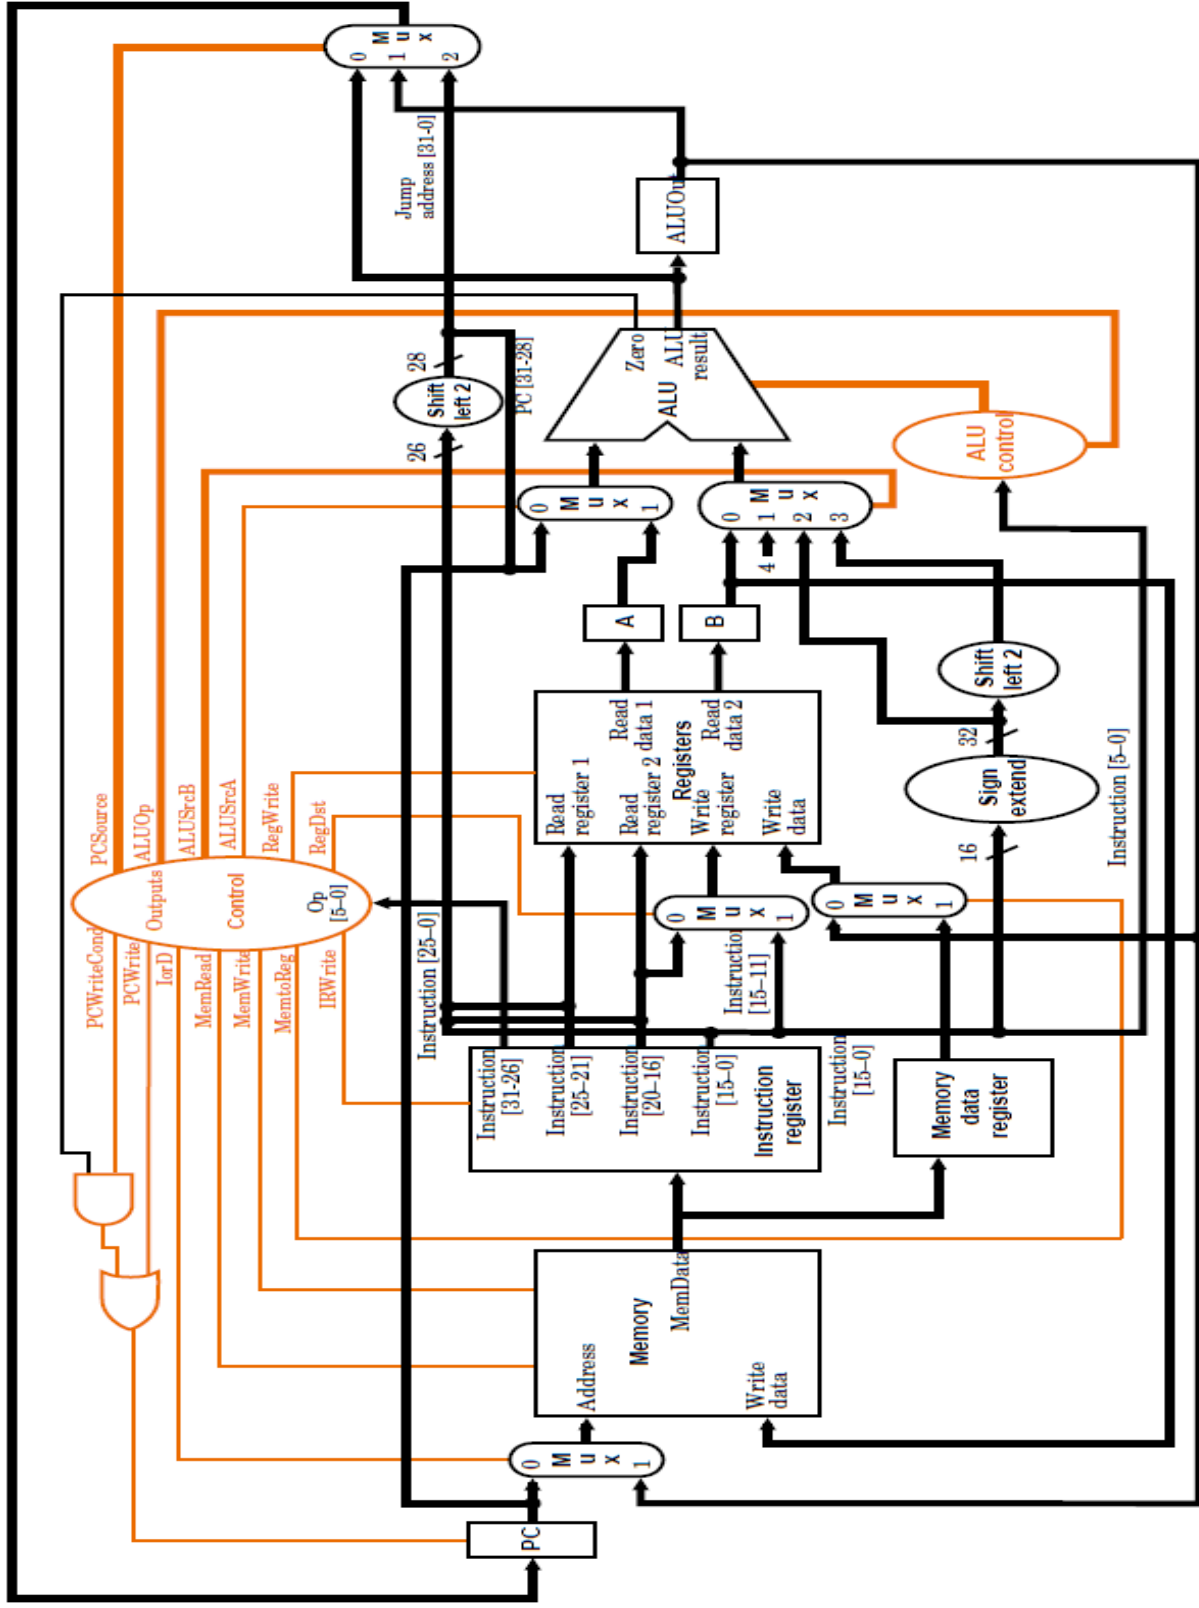 PCWriteCond
PCWrite
IorD
MemRead
MemWrite
MemtoReg
IRWrite
Outputs
Control
Op
[5–0]
PCSource
ALUOp
ALUSrcB
ALUSrcA
RegWrite
RegDst
PC
0
M
u
x
1
Address
Memory
MemData
Write
data
Instruction
[31-26]
Instruction
[25–21]
Instruction
[20–16]
Instruction
[15–0]
Instruction
register
Instruction
[15–0]
Memory
data
register
Instruction [25–0]
Instruction
[15–11]
0
M
u
x
1
0
M
u
x
1
Read
register 1
Read
register 2
Write
register
Write
data
Registers
Read
data 1
Read
data 2
16
Sign
extend
32
Shift
left 2
Instruction [5–0]
A
B
4
0
M
u
x
1
0
1
M
u
x
2
3
26
Shift
left 2
28
PC [31-28]
Zero
ALU
ALU
result
ALU
control
Jump
address [31-0]
ALUOut
0
M
u
x
1
2